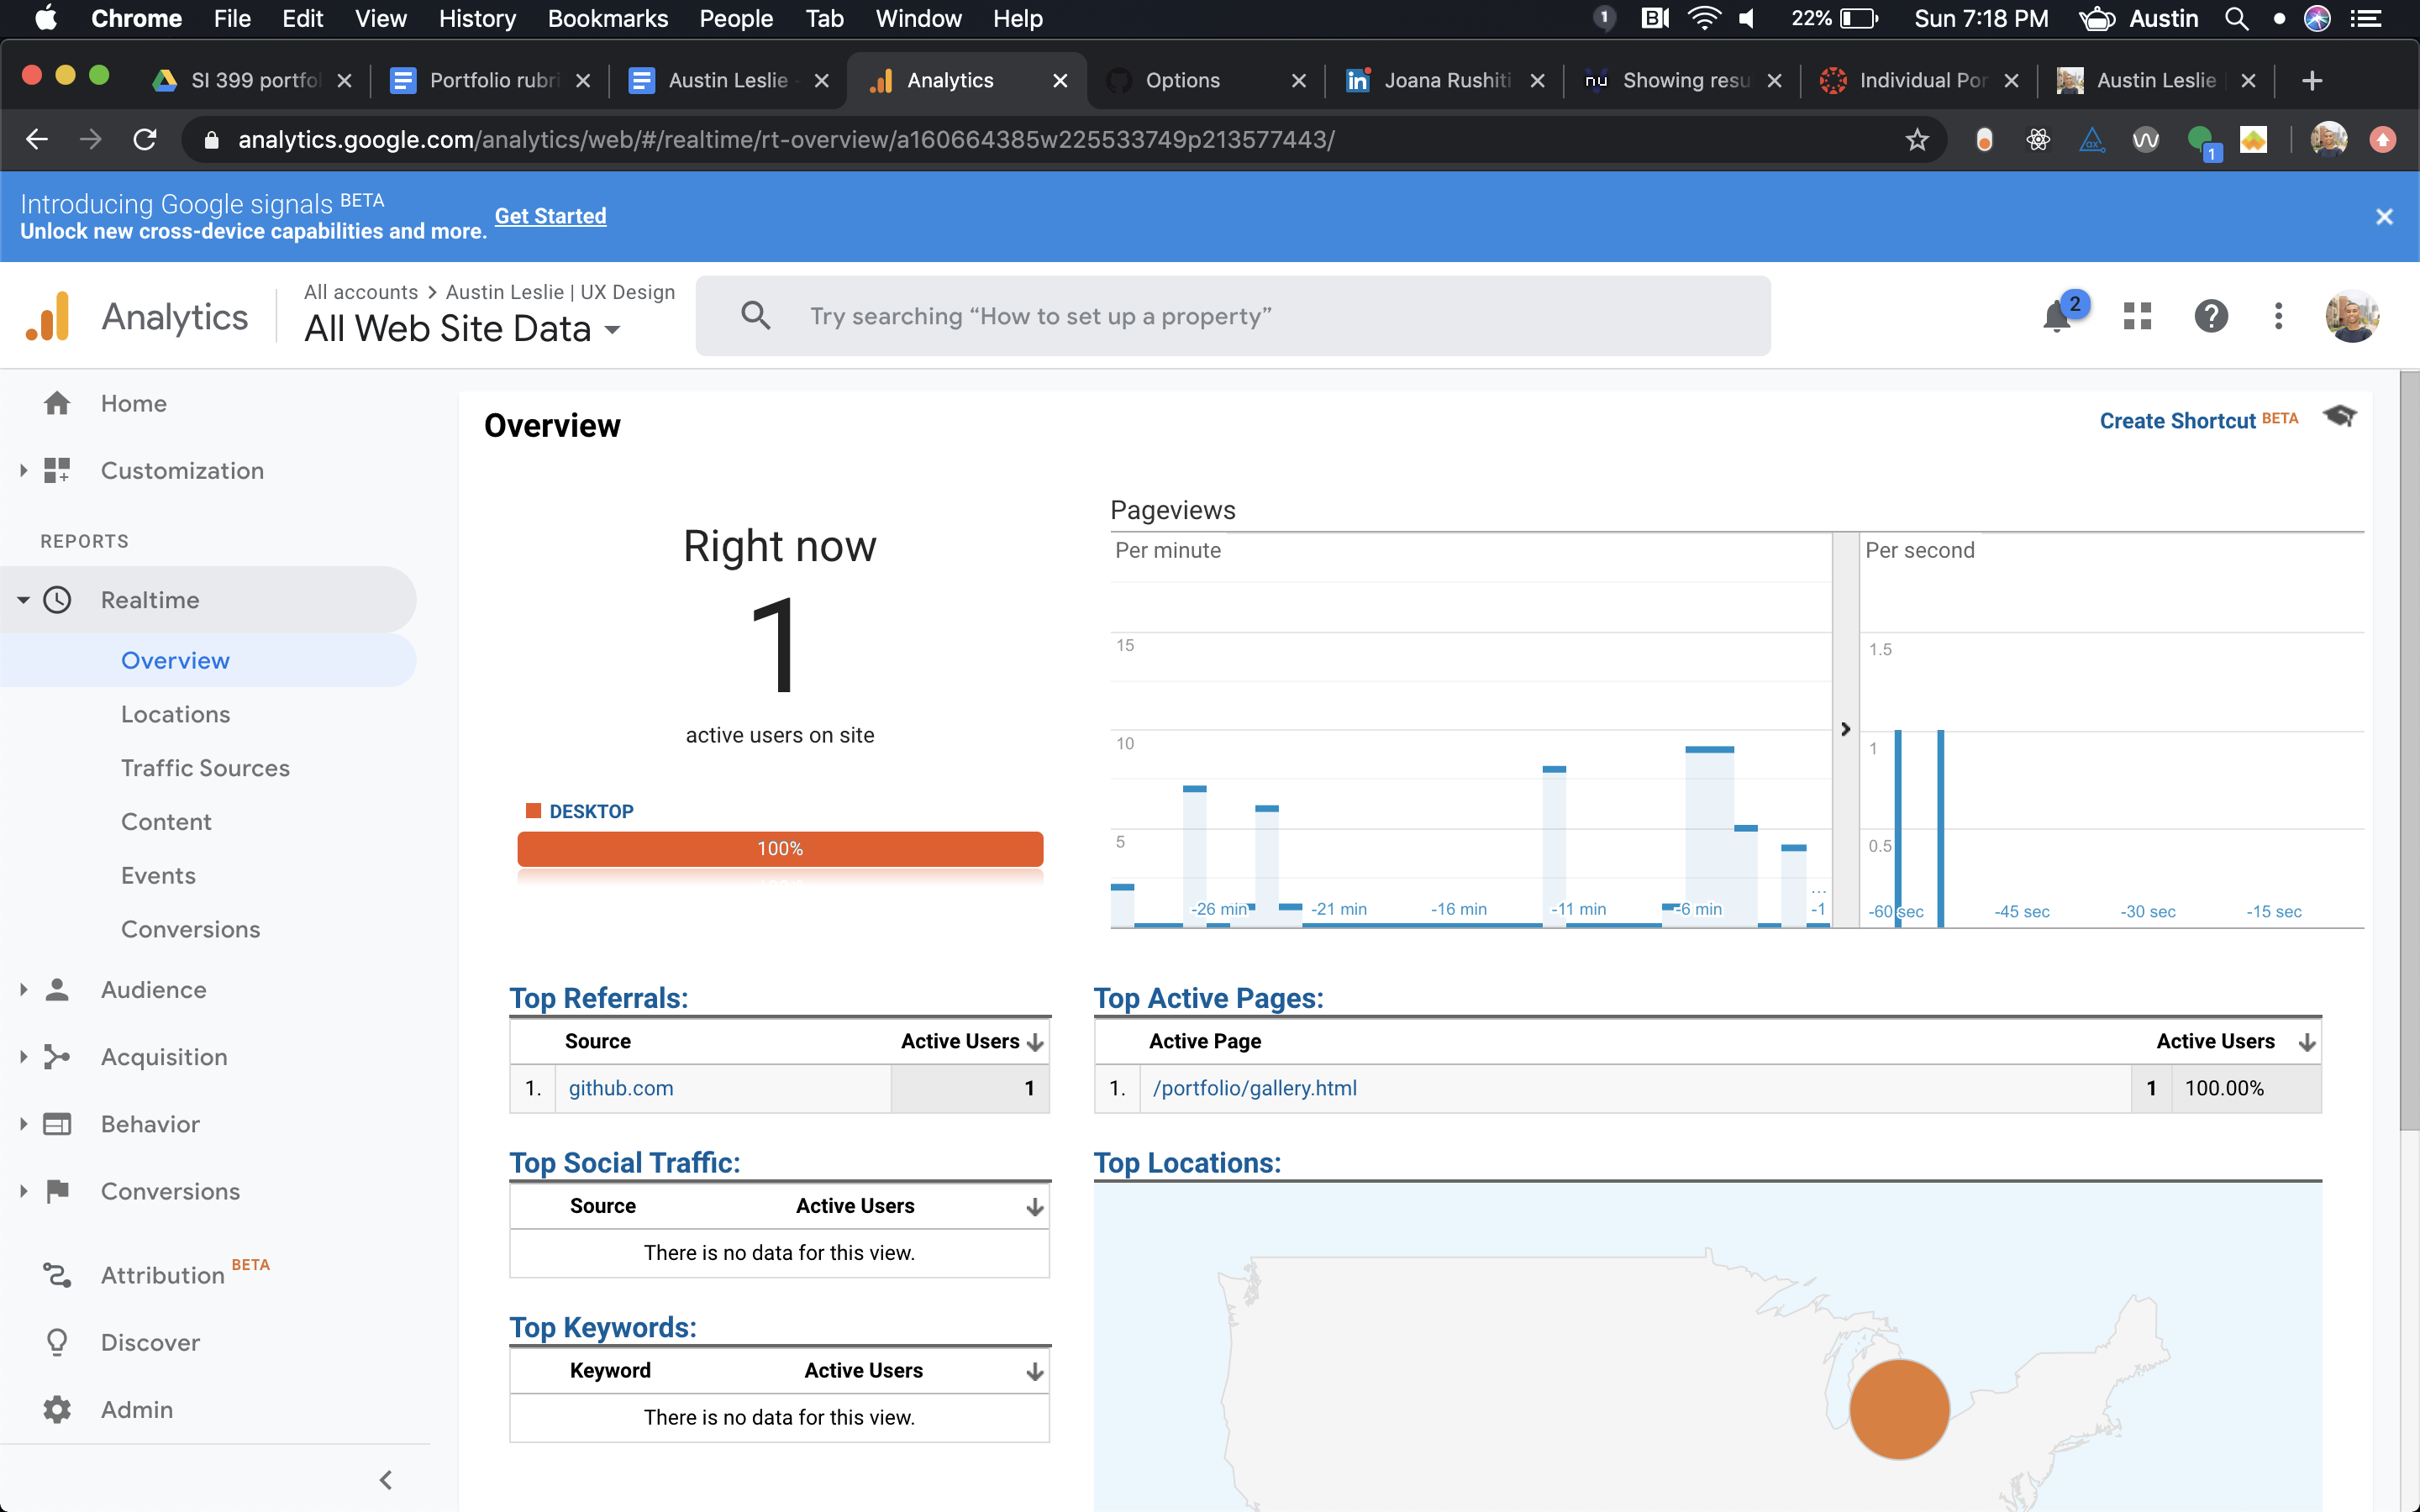 Chrome File Edit View History Bookmarks People Tab Window Help 1 22% Sun 7:18 PM Austin
SI 399 portfol Portfolio rubri Austin Leslie - Analytics Options Joana Rushiti Showing resu Individual Por Austin Leslie |
analytics.google.com/analytics/web/#/realtime/rt-overview/a160664385w225533749p213577443/ 1
Introducing Google signals BETA
Unlock new cross-device capabilities and more. Get Started
Analytics
All accounts > Austin Leslie | UX Design
All Web Site Data
Try searching “How to set up a property”
2
Home
Customization
REPORTS
Realtime
Overview
Locations
Traffic Sources
Content
Events
Conversions
Audience
Acquisition
Behavior
Conversions
Attribution BETA
Discover
Admin
Overview
Create Shortcut BETA
Right now
1
active users on site
DESKTOP
100%
Pageviews
Per minute
15
10
5
-26 min -21 min -16 min -11 min -6 min ... -1
Per second
1.5
1
0.5
-60 sec -45 sec -30 sec -15 sec
Top Referrals:
Source Active Users
1. github.com 1
Top Active Pages:
Active Page Active Users
1. /portfolio/gallery.html 1 100.00%
Top Social Traffic:
Source Active Users
There is no data for this view.
Top Keywords:
Keyword Active Users
There is no data for this view.
Top Locations: